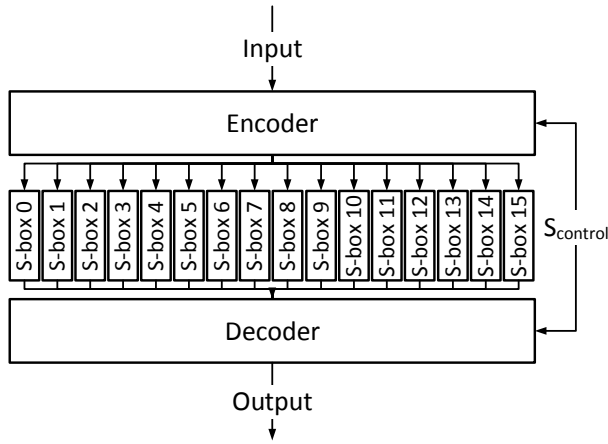 Input
Encoder
S-box 0
S-box 1
S-box 2
S-box 3
S-box 4
S-box 5
S-box 6
S-box 7
S-box 8
S-box 9
S-box 10
S-box 11
S-box 12
S-box 13
S-box 14
S-box 15
Scontrol
Decoder
Output